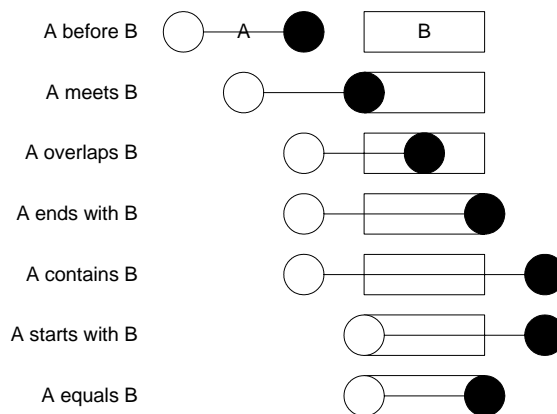 A before B A B
A meets B
A overlaps B
A ends with B
A contains B
A starts with B
A equals B